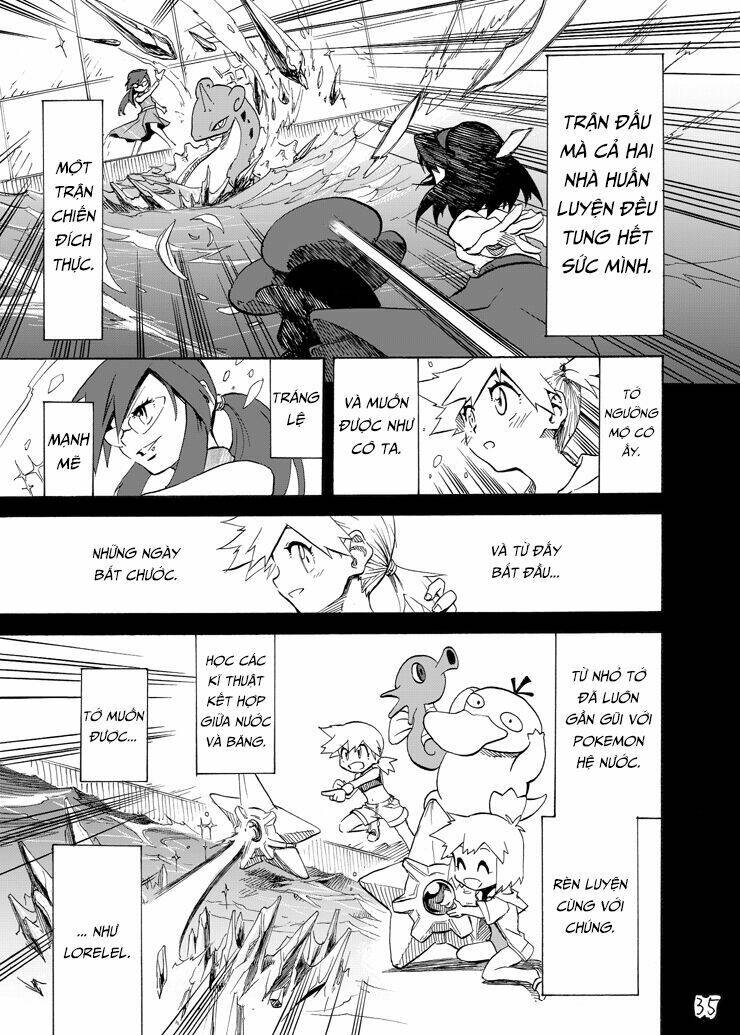 TRẬN ĐẤU
MÀ CẢ HAI
NHÀ HUẤN
LUYỆN ĐỀU
TUNG HẾT
SỨC MÌNH.
MỘT
TRẬN
CHIẾN
ĐÍCH
THỰC.
TỚ
NGƯỠNG
MỘ CÔ
ẤY.
VÀ MUỐN
ĐƯỢC NHƯ
CÔ TA.
TRÁNG
LỆ
MẠNH
MẼ
VÀ TỪ ĐẤY
BẮT ĐẦU...
NHỮNG NGÀY
BẮT CHƯỚC.
TỪ NHỎ TỚ
ĐÃ LUÔN
GẦN GŨI VỚI
POKEMON
HỆ NƯỚC.
RÈN LUYỆN
CÙNG VỚI
CHÚNG.
HỌC CÁC
KĨ THUẬT
KẾT HỢP
GIỮA NƯỚC
VÀ BĂNG.
TỚ MUỐN
ĐƯỢC...
... NHƯ
LORELEL.
35